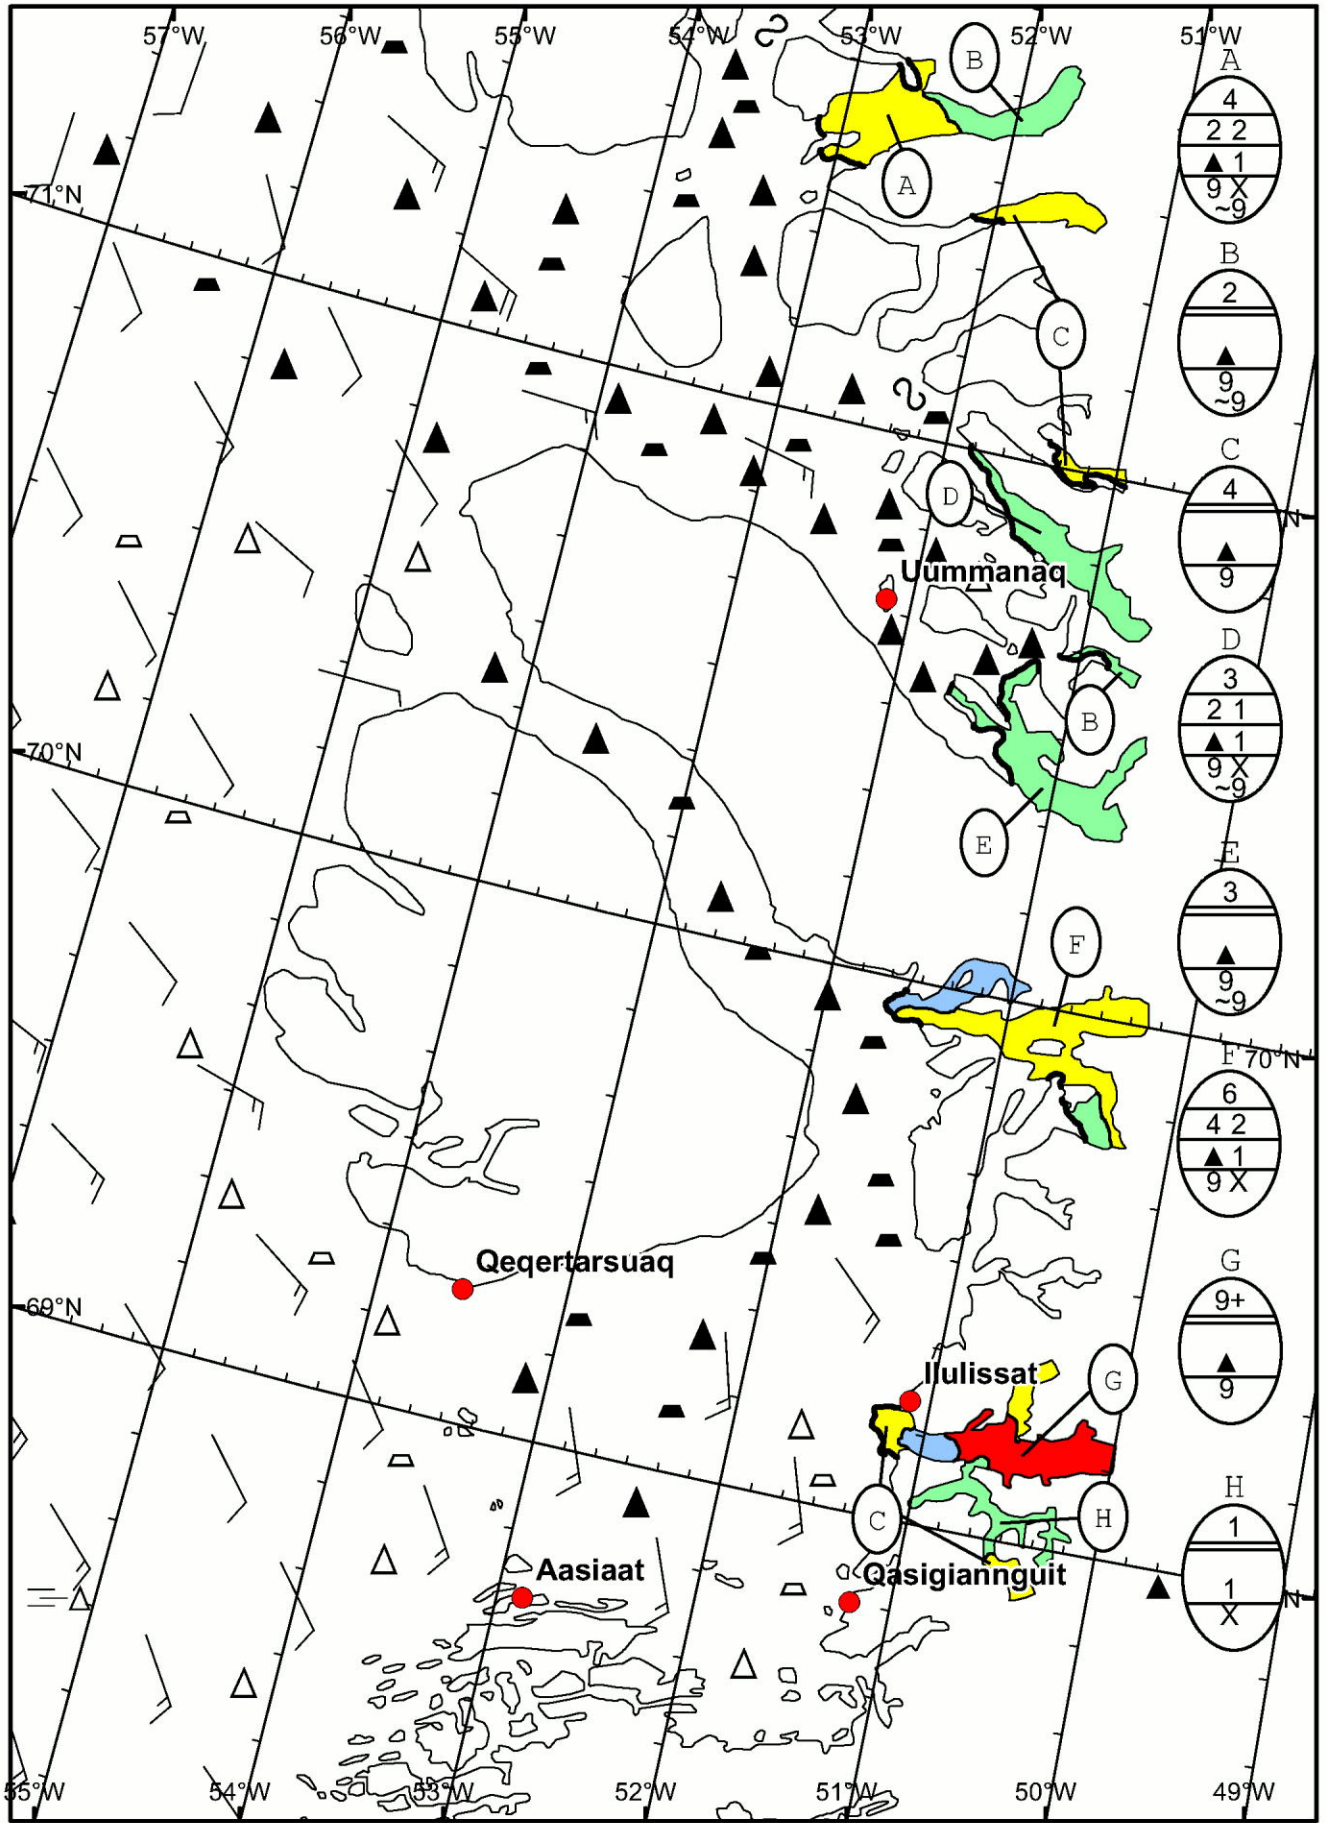 57°W 56°W 55°W 54°W 53°W 52°W 51°W
B
A
4
2 2
1
9 X
~9
A
71°N
B
2
9
~9
C
C
4
9
D
N
Uummanaq
D
3
2 1
1
9 X
~9
B
70°N
E
E
3
9
~9
F
F
70°N
6
4 2
1
9 X
Qeqertarsuaq
G
9+
9
69°N
Ilulissat
G
H
1
1
X
C
H
Aasiaat
Qasigiannguit
N
55°W 54°W 53°W 52°W 51°W 50°W 49°W